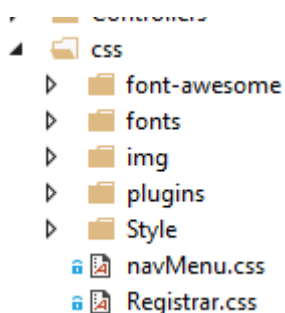 css
font-awesome
fonts
img
plugins
Style
navMenu.css
Registrar.css